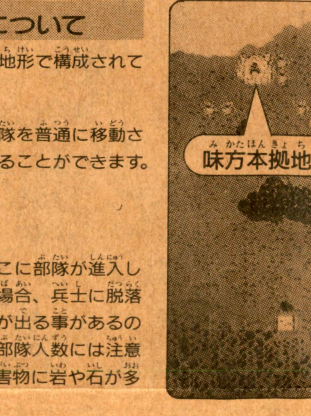 について
地形で構成されて
隊を普通に移動さ
ることができます。
こに部隊が進入し
場合、兵士に脱落
が出る事があるの
部隊人数には注意
害物に岩や石が多
味方本拠地